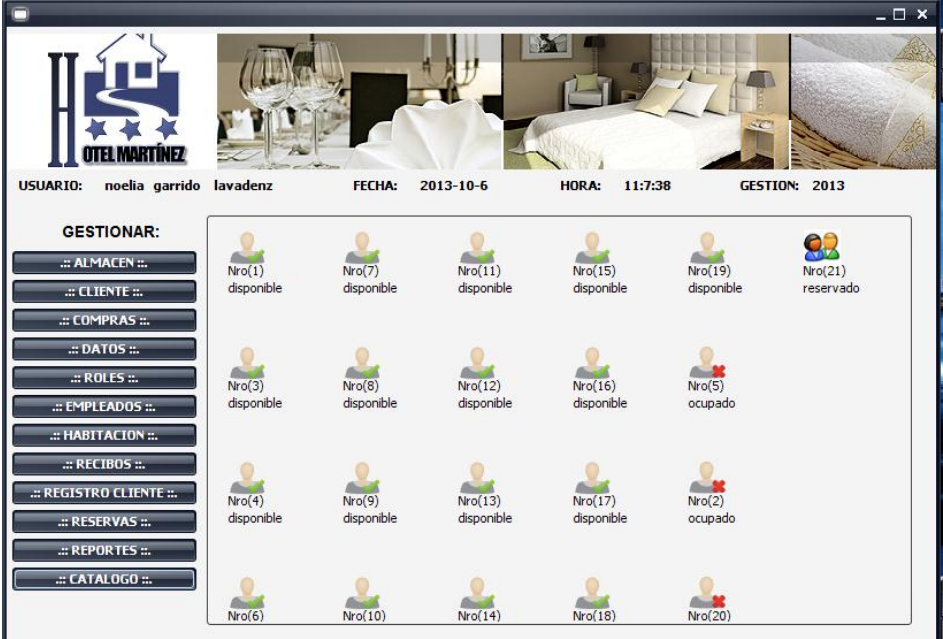 HOTEL MARTÍNEZ
USUARIO: noelia garrido lavadenz FECHA: 2013-10-6 HORA: 11:7:38 GESTION: 2013
GESTIONAR:
.:: ALMACEN ::.
.:: CLIENTE ::.
.:: COMPRAS ::.
.:: DATOS ::.
.:: ROLES ::.
.:: EMPLEADOS ::.
.:: HABITACION ::.
.:: RECIBOS ::.
.:: REGISTRO CLIENTE ::.
.:: RESERVAS ::.
.:: REPORTES ::.
.:: CATALOGO ::.
Nro(1) Nro(7) Nro(11) Nro(15) Nro(19) Nro(21)
disponible disponible disponible disponible disponible reservado
Nro(3) Nro(8) Nro(12) Nro(16) Nro(5)
disponible disponible disponible disponible ocupado
Nro(4) Nro(9) Nro(13) Nro(17) Nro(2)
disponible disponible disponible disponible ocupado
Nro(6) Nro(10) Nro(14) Nro(18) Nro(20)